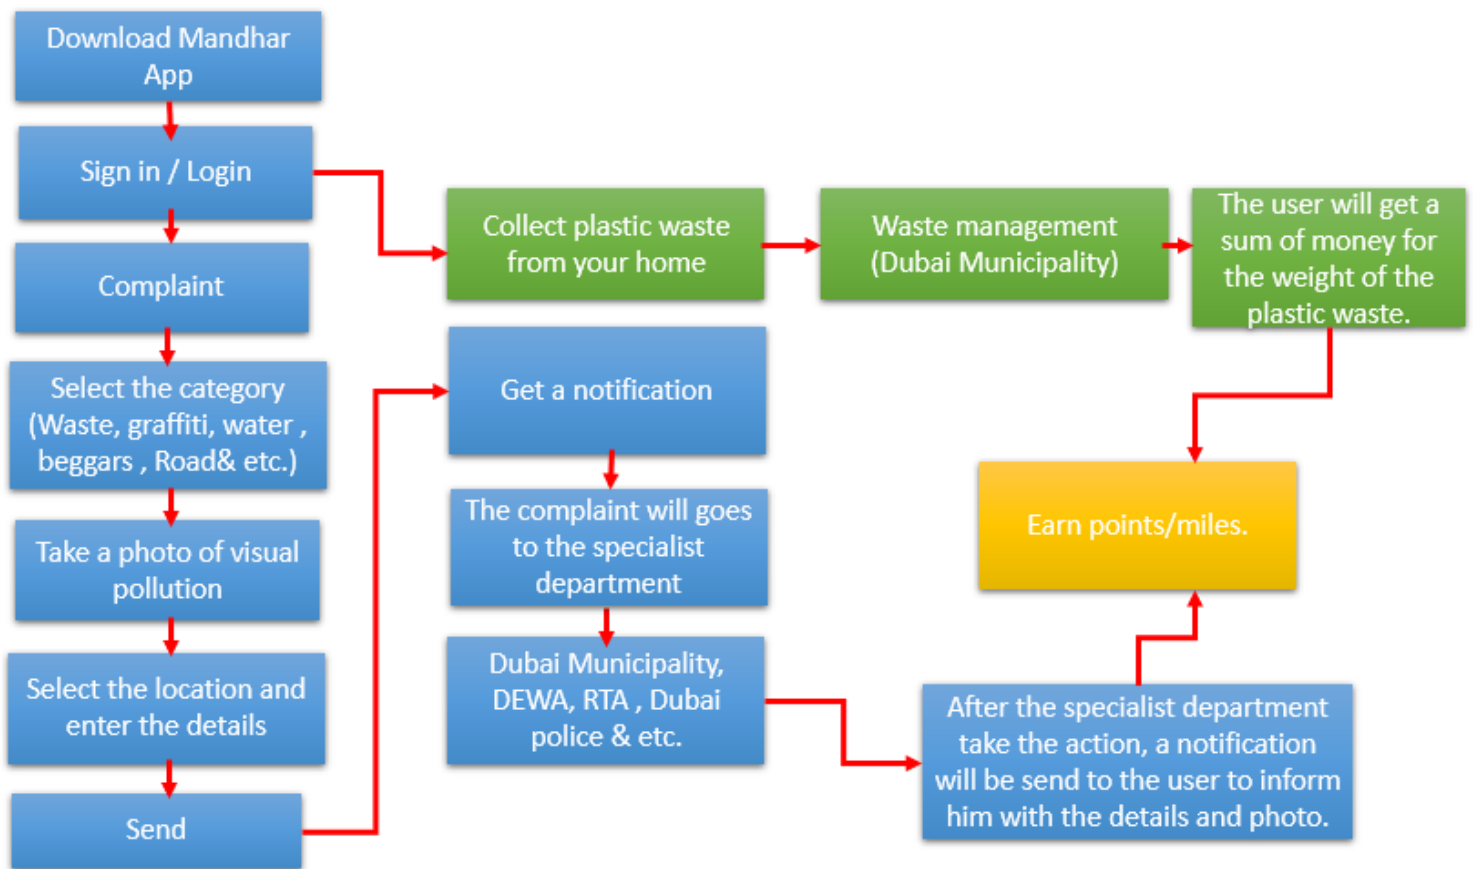 Download Mandhar
App
Sign in / Login
Complaint
Select the category
(Waste, graffiti, water ,
beggars , Road& etc.)
Take a photo of visual
pollution
Select the location and
enter the details
Send
Get a notification
The complaint will goes
to the specialist
department
Dubai Municipality,
DEWA, RTA , Dubai
police & etc.
After the specialist department
take the action, a notification
will be send to the user to inform
him with the details and photo.
Collect plastic waste
from your home
Waste management
(Dubai Municipality)
The user will get a
sum of money for
the weight of the
plastic waste.
Earn points/miles.